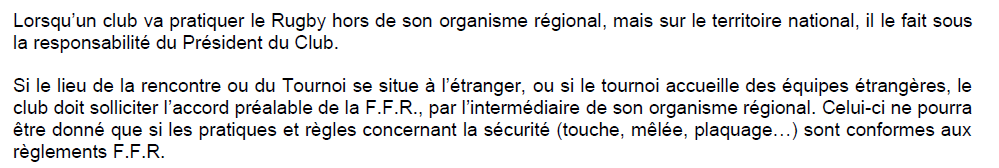 Lorsqu’un club va pratiquer le Rugby hors de son organisme régional, mais sur le territoire national, il le fait sous
la responsabilité du Président du Club.
Si le lieu de la rencontre ou du Tournoi se situe à l’étranger, ou si le tournoi accueille des équipes étrangères, le
club doit solliciter l’accord préalable de la F.F.R., par l’intermédiaire de son organisme régional. Celui-ci ne pourra
être donné que si les pratiques et règles concernant la sécurité (touche, mêlée, plaquage…) sont conformes aux
règlements F.F.R.